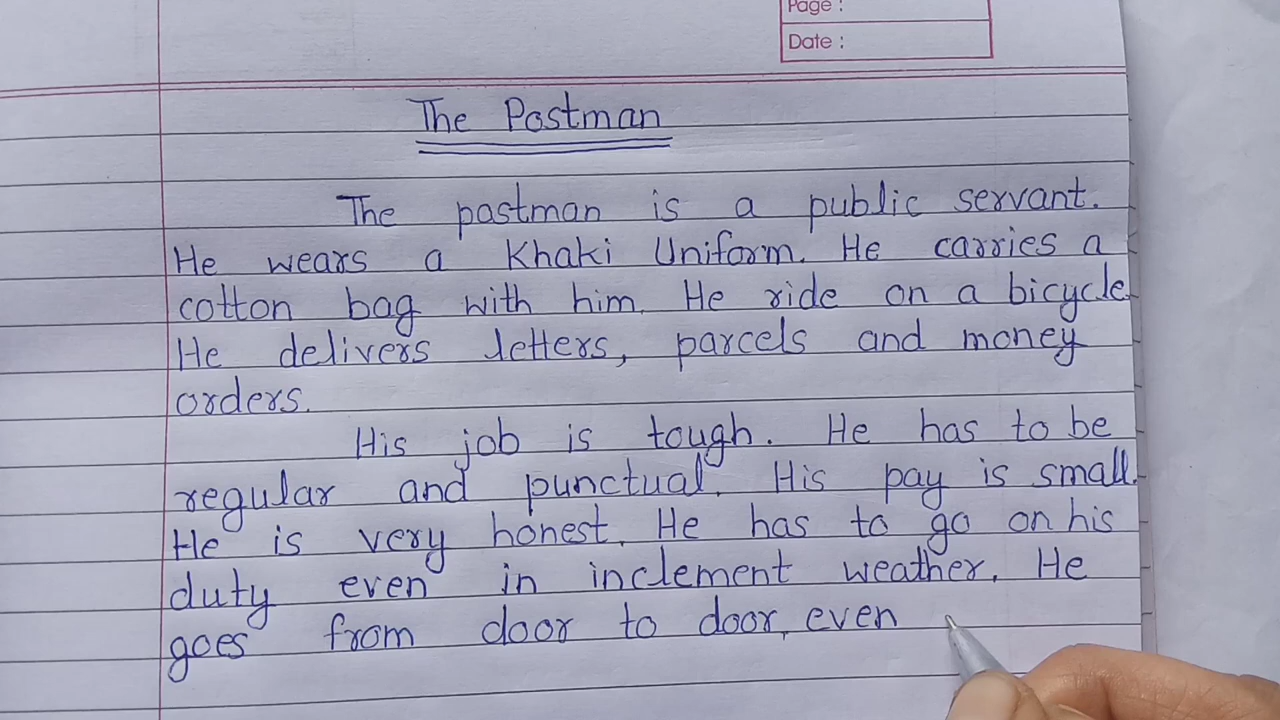 Page :
Date :
The Postman
The postman is a public servant.
He wears a Khaki Uniform. He carries a
cotton bag with him. He ride on a bicycle.
He delivers letters, parcels and money
orders.
His job is tough. He has to be
regular and punctual. His pay is small.
He is very honest. He has to go on his
duty even in inclement weather. He
goes from door to door, even